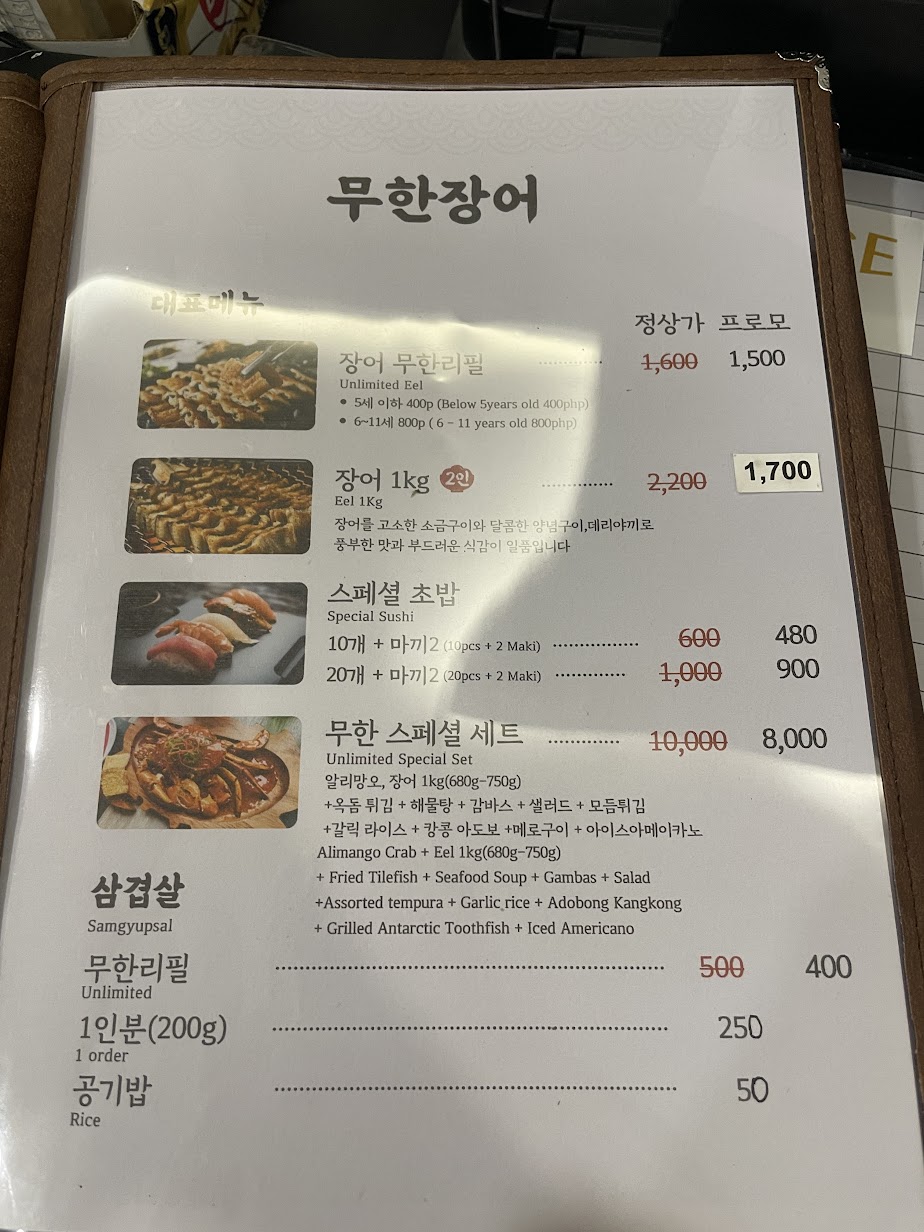 무한장어
대표메뉴
정상가 프로모
장어 무한리필 ············ 1,600 1,500
Unlimited Eel
• 5세 이하 400p (Below 5years old 400php)
• 6~11세 800p ( 6 - 11 years old 800php)
장어 1kg 2인 ············ 2,200 1,700
Eel 1Kg
장어를 고소한 소금구이와 달콤한 양념구이,데리야끼로
풍부한 맛과 부드러운 식감이 일품입니다
스페셜 초밥
Special Sushi
10개 + 마끼2 (10pcs + 2 Maki) ············ 600 480
20개 + 마끼2 (20pcs + 2 Maki) ············ 1,000 900
무한 스페셜 세트 ············ 10,000 8,000
Unlimited Special Set
알리망오, 장어 1kg(680g-750g)
+옥돔 튀김 + 해물탕 + 감바스 + 샐러드 + 모듬튀김
+갈릭 라이스 + 캉콩 아도보 +메로구이 + 아이스아메이카노
Alimango Crab + Eel 1kg(680g-750g)
+ Fried Tilefish + Seafood Soup + Gambas + Salad
+Assorted tempura + Garlic rice + Adobong Kangkong
+ Grilled Antarctic Toothfish + Iced Americano
삼겹살
Samgyupsal
무한리필 ············ 500 400
Unlimited
1인분(200g) ············ 250
1 order
공기밥 ············ 50
Rice